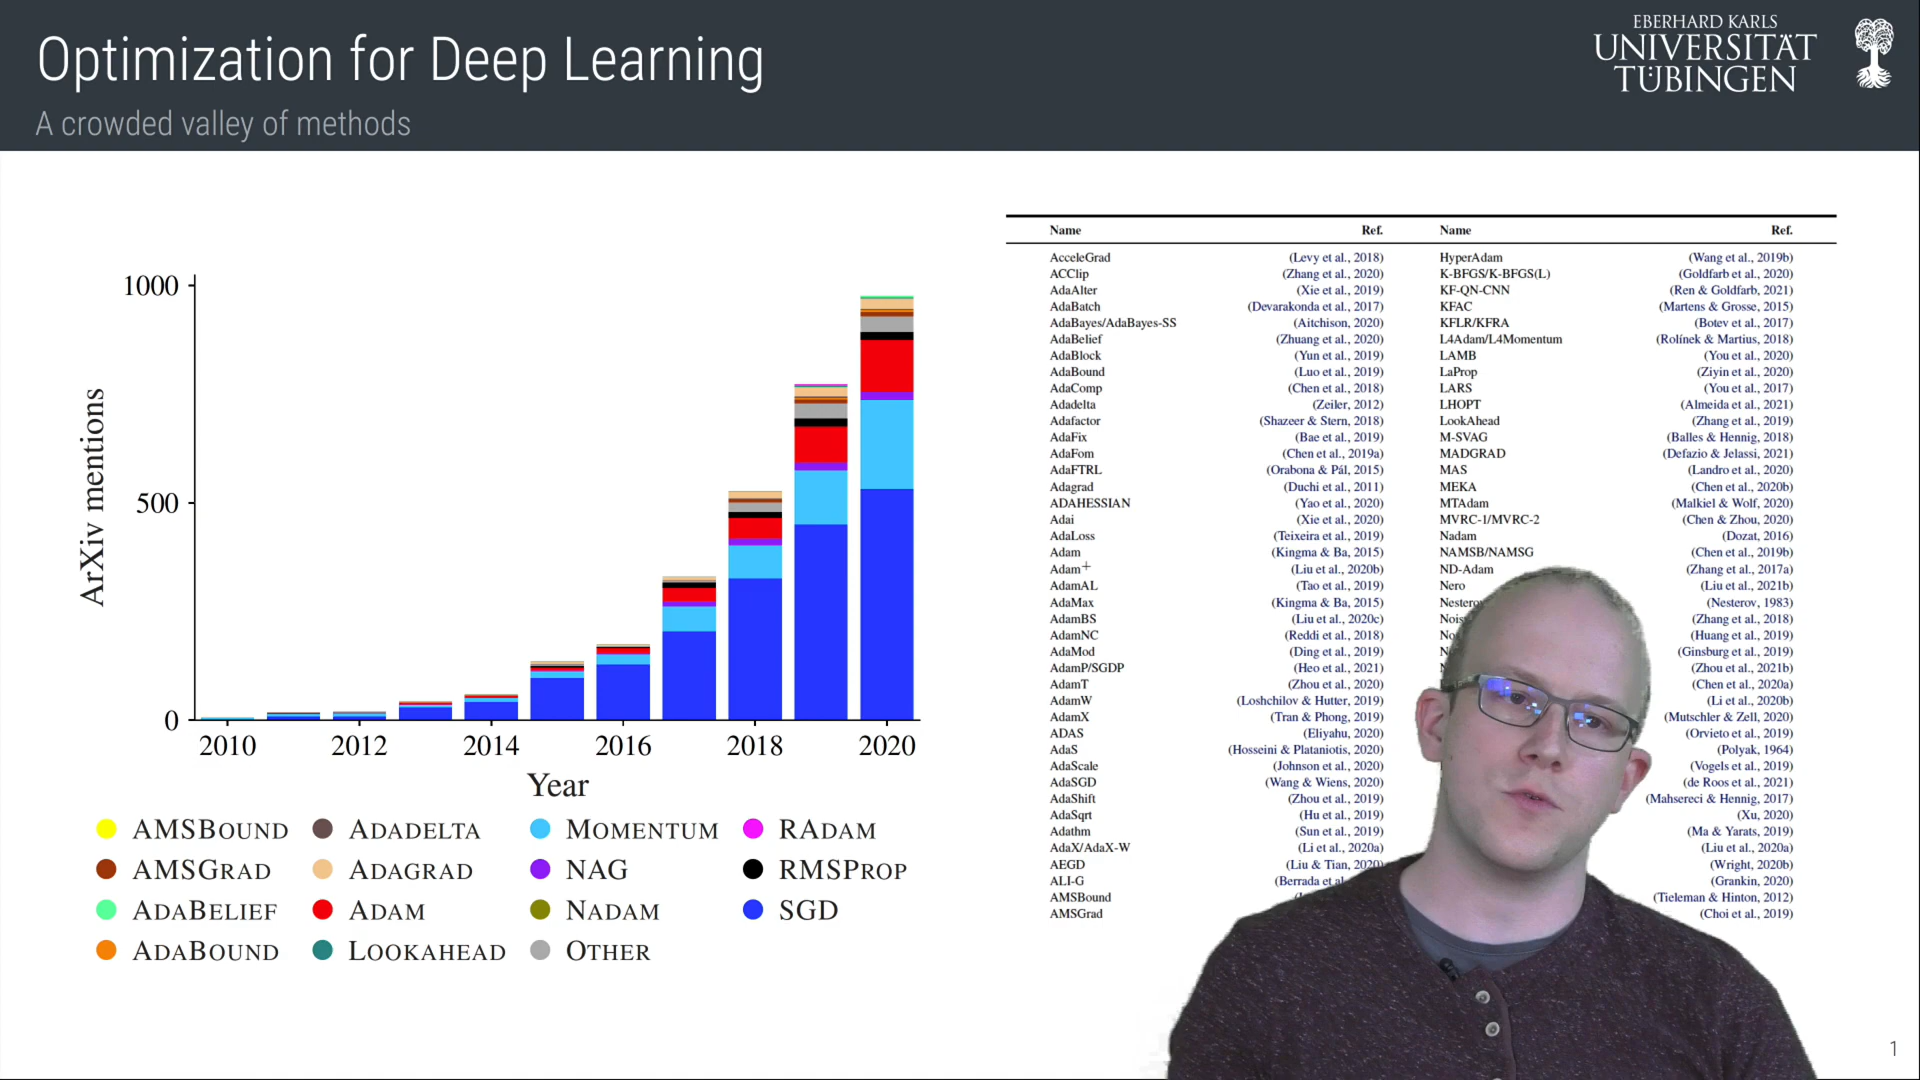 Optimization for Deep Learning
A crowded valley of methods
EBERHARD KARLS
UNIVERSITÄT
TÜBINGEN
ArXiv mentions
1000
500
0
2010 2012 2014 2016 2018 2020
Year
AMSBOUND ADADELTA MOMENTUM RADAM
AMSGRAD ADAGRAD NAG RMSPROP
ADABELIEF ADAM NADAM SGD
ADABOUND LOOKAHEAD OTHER
Name Ref. Name Ref.
AcceleGrad (Levy et al., 2018) HyperAdam (Wang et al., 2019b)
ACClip (Zhang et al., 2020) K-BFGS/K-BFGS(L) (Goldfarb et al., 2020)
AdaAlter (Xie et al., 2019) KF-QN-CNN (Ren & Goldfarb, 2021)
AdaBatch (Devarakonda et al., 2017) KFAC (Martens & Grosse, 2015)
AdaBayes/AdaBayes-SS (Aitchison, 2020) KFLR/KFRA (Botev et al., 2017)
AdaBelief (Zhuang et al., 2020) L4Adam/L4Momentum (Rolínek & Martius, 2018)
AdaBlock (Yun et al., 2019) LAMB (You et al., 2020)
AdaBound (Luo et al., 2019) LaProp (Ziyin et al., 2020)
AdaComp (Chen et al., 2018) LARS (You et al., 2017)
Adadelta (Zeiler, 2012) LHOPT (Almeida et al., 2021)
Adafactor (Shazeer & Stern, 2018) LookAhead (Zhang et al., 2019)
AdaFix (Bae et al., 2019) M-SVAG (Balles & Hennig, 2018)
AdaFom (Chen et al., 2019a) MADGRAD (Defazio & Jelassi, 2021)
AdaFTRL (Orabona & Pál, 2015) MAS (Landro et al., 2020)
Adagrad (Duchi et al., 2011) MEKA (Chen et al., 2020b)
ADAHESSIAN (Yao et al., 2020) MTAdam (Malkiel & Wolf, 2020)
Adai (Xie et al., 2020) MVRC-1/MVRC-2 (Chen & Zhou, 2020)
AdaLoss (Teixeira et al., 2019) Nadam (Dozat, 2016)
Adam (Kingma & Ba, 2015) NAMSB/NAMSG (Chen et al., 2019b)
Adam+ (Liu et al., 2020b) ND-Adam (Zhang et al., 2017a)
AdamAL (Tao et al., 2019) Nero (Liu et al., 2021b)
AdaMax (Kingma & Ba, 2015) (Nesterov, 1983)
AdamBS (Liu et al., 2020c) (Zhang et al., 2018)
AdamNC (Reddi et al., 2018) (Huang et al., 2019)
AdaMod (Ding et al., 2019) (Ginsburg et al., 2019)
AdamP/SGDP (Heo et al., 2021) (Zhou et al., 2021b)
AdamT (Zhou et al., 2020) (Chen et al., 2020a)
AdamW (Loshchilov & Hutter, 2019) (Li et al., 2020b)
AdamX (Tran & Phong, 2019) (Mutschler & Zell, 2020)
ADAS (Eliyahu, 2020) (Orvieto et al., 2019)
AdaS (Hosseini & Plataniotis, 2020) (Polyak, 1964)
AdaScale (Johnson et al., 2020) (Vogels et al., 2019)
AdaSGD (Wang & Wiens, 2020) (de Roos et al., 2021)
AdaShift (Zhou et al., 2019) (Mahsereci & Hennig, 2017)
AdaSqrt (Hu et al., 2019) (Xu, 2020)
Adathm (Sun et al., 2019) (Ma & Yarats, 2019)
AdaX/AdaX-W (Li et al., 2020a) (Liu et al., 2020a)
AEGD (Liu & Tian, 2020) (Wright, 2020b)
ALI-G (Berrada et al. (Grankin, 2020)
AMSBound (Tieleman & Hinton, 2012)
AMSGrad (Choi et al., 2019)
1